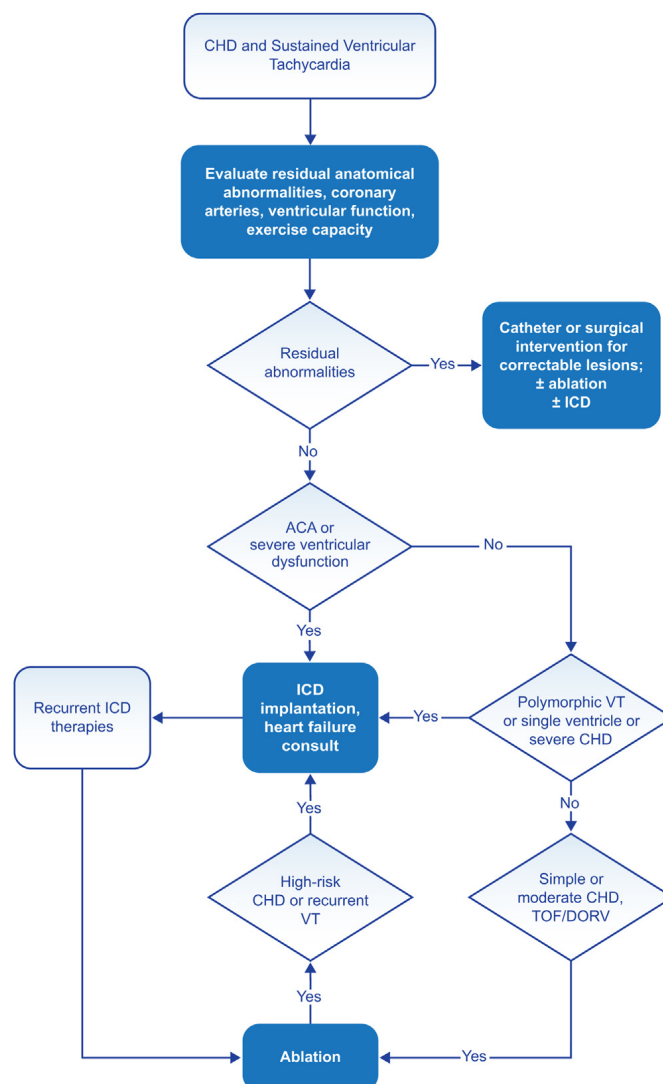 CHD and Sustained Ventricular
Tachycardia
Evaluate residual anatomical
abnormalities, coronary
arteries, ventricular function,
exercise capacity
Residual
abnormalities
Yes
Catheter or surgical
intervention for
correctable lesions;
± ablation
± ICD
No
ACA or
severe ventricular
dysfunction
No
Yes
Recurrent ICD
therapies
ICD
implantation,
heart failure
consult
Yes
Polymorphic VT
or single ventricle or
severe CHD
Yes
No
High-risk
CHD or recurrent
VT
Simple or
moderate CHD,
TOF/DORV
Yes
Ablation
Yes